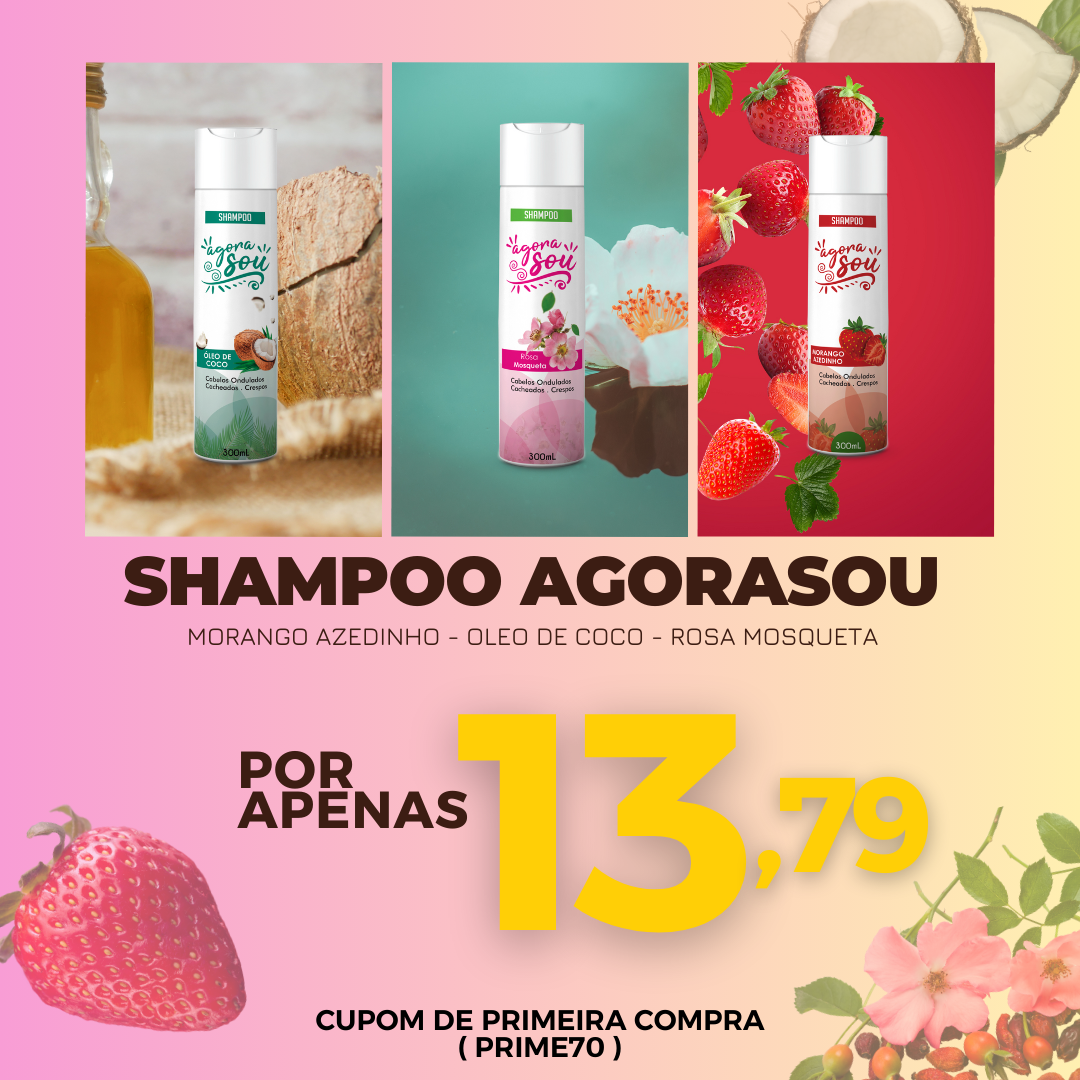 SHAMPOO
agora
sou
ÓLEO DE
COCO
Cabelos Ondulados
Cacheados . Crespos
300mL
SHAMPOO
agora
sou
Rosa
Mosqueta
Cabelos Ondulados
Cacheados . Crespos
300mL
SHAMPOO
agora
sou
MORANGO
AZEDINHO
Cabelos Ondulados
Cacheados . Crespos
300mL
SHAMPOO AGORASOU
MORANGO AZEDINHO - OLEO DE COCO - ROSA MOSQUETA
POR
APENAS
13,79
CUPOM DE PRIMEIRA COMPRA
( PRIME70 )